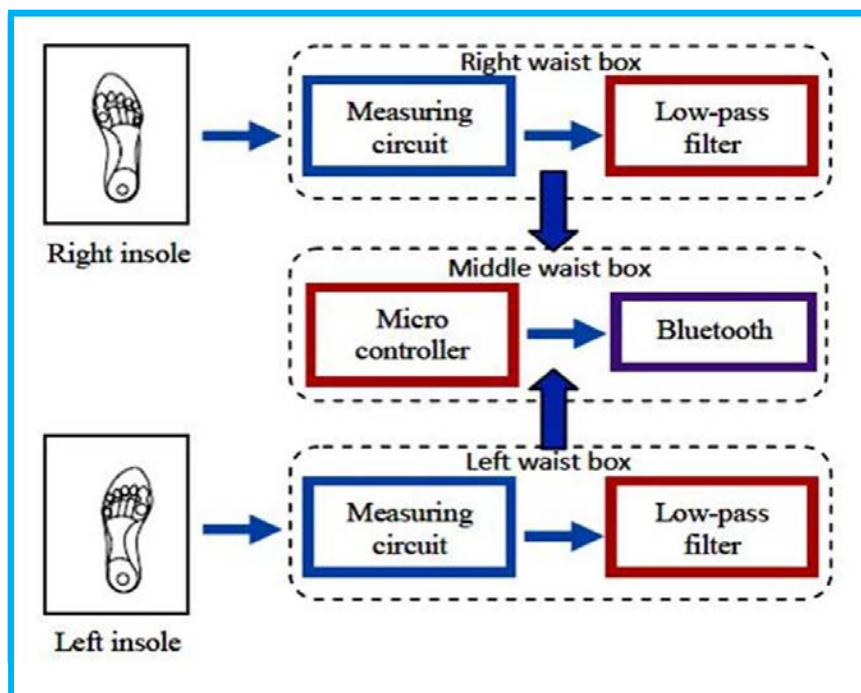 Right waist box
Measuring
circuit
Low-pass
filter
Right insole
Middle waist box
Micro
controller
Bluetooth
Left waist box
Measuring
circuit
Low-pass
filter
Left insole